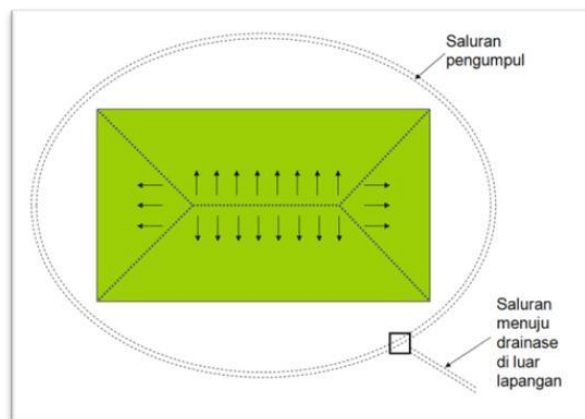 Saluran
pengumpul
Saluran
menuju
drainase
di luar
lapangan